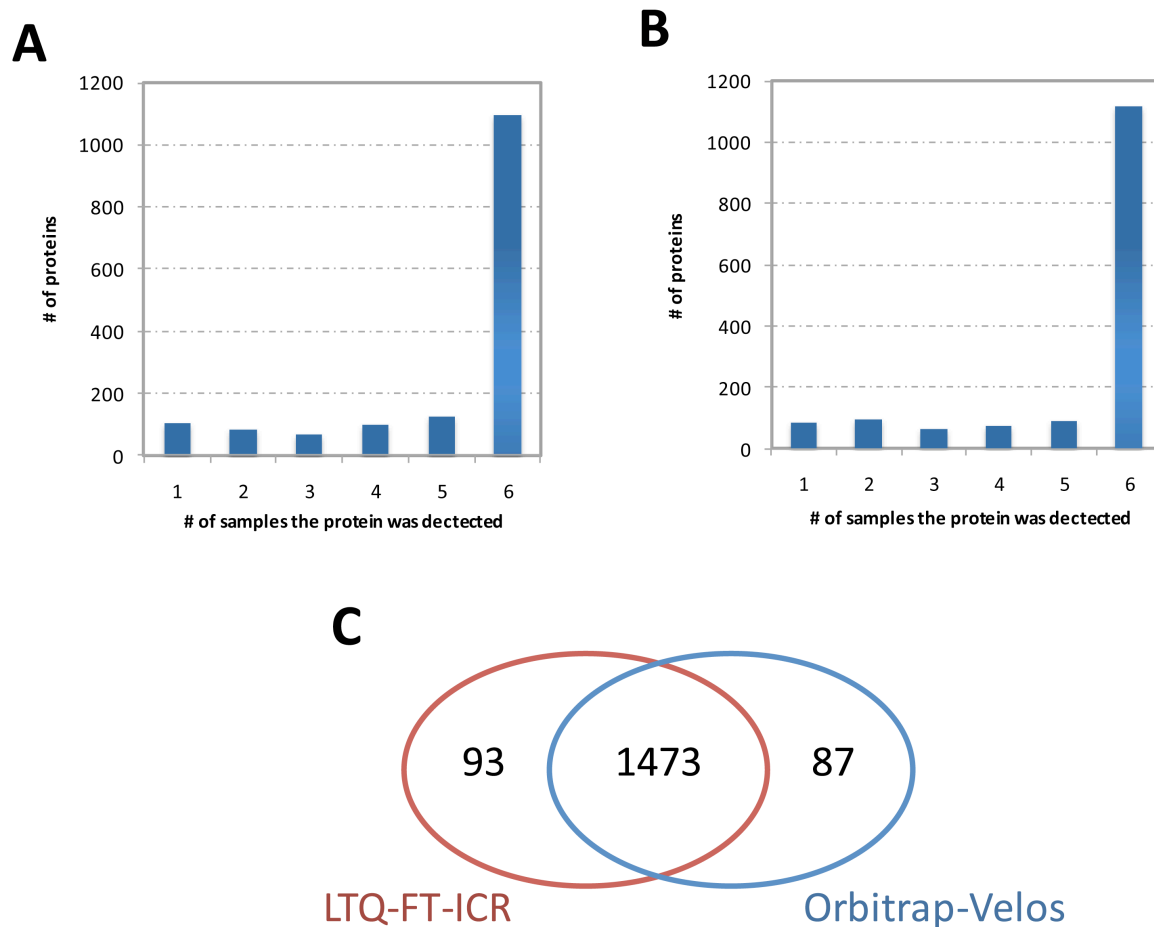 A
B
1200
1000
800
600
400
200
0
# of proteins
1 2 3 4 5 6
# of samples the protein was dectected
1200
1000
800
600
400
200
0
# of proteins
1 2 3 4 5 6
# of samples the protein was dectected
C
93 1473 87
LTQ-FT-ICR Orbitrap-Velos